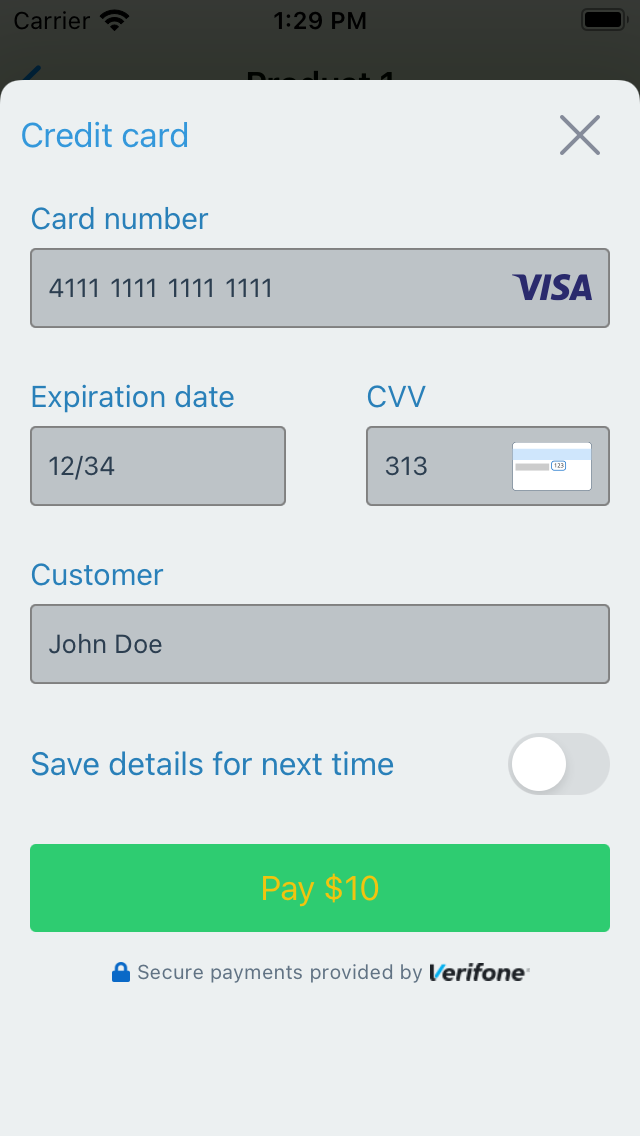 Carrier 1:29 PM
Product 1
Credit card
Card number
4111 1111 1111 1111 VISA
Expiration date CVV
12/34 313 123
Customer
John Doe
Save details for next time
Pay $10
Secure payments provided by Verifone